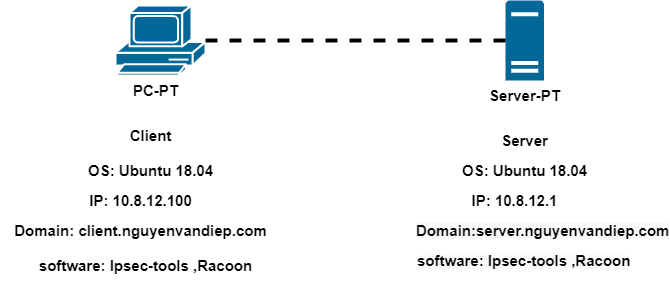 PC-PT
Client
OS: Ubuntu 18.04
IP: 10.8.12.100
Domain: client.nguyenvandiep.com
software: Ipsec-tools ,Racoon
Server-PT
Server
OS: Ubuntu 18.04
IP: 10.8.12.1
Domain:server.nguyenvandiep.com
software: Ipsec-tools ,Racoon